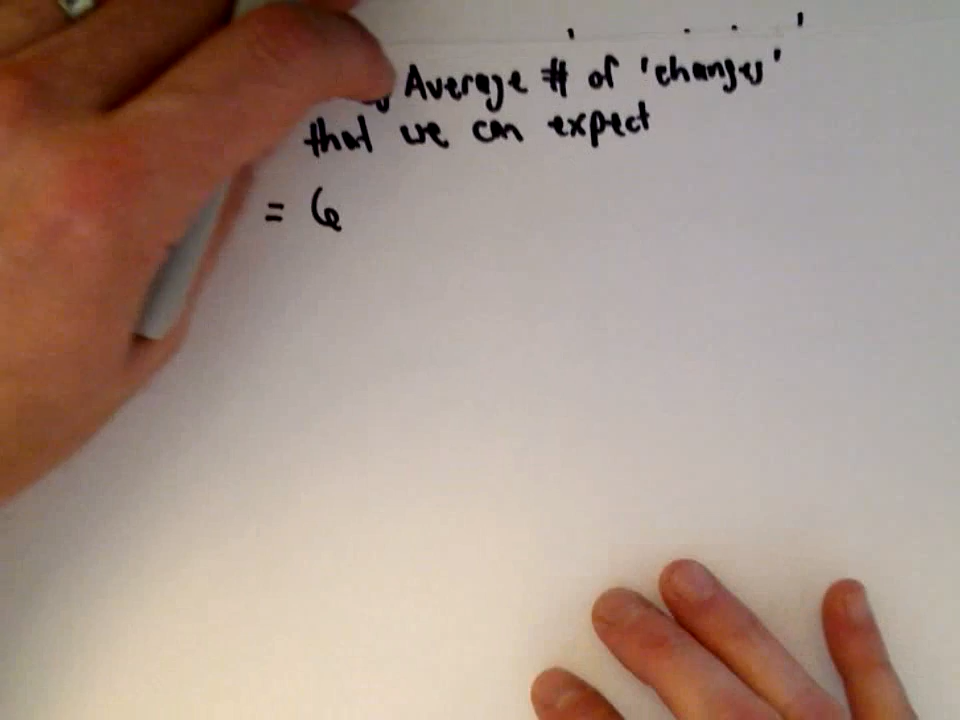 Average # of 'changes'
that we can expect
= 6